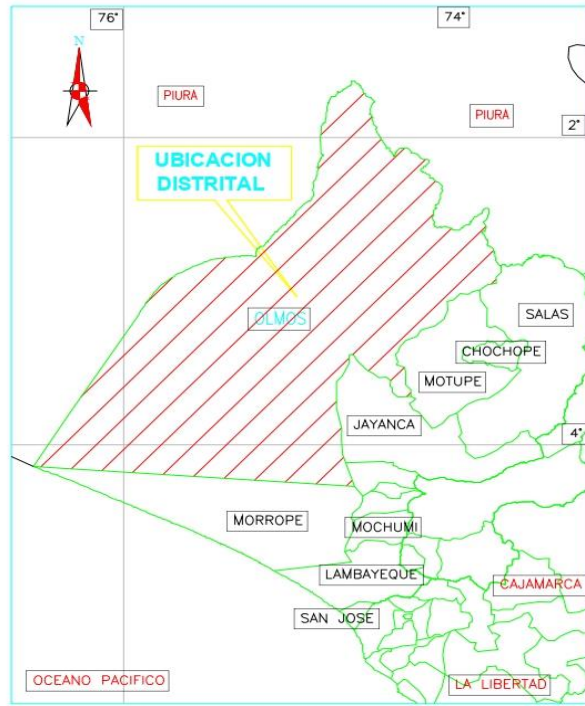 76°
74°
N
PIURA
PIURA
2°
UBICACION
DISTRITAL
OLMOS
SALAS
CHOCHOPE
MOTUPE
JAYANCA
4°
MORROPE
MOCHUMI
LAMBAYEQUE
CAJAMARCA
SAN JOSE
OCEANO PACIFICO
LA LIBERTAD